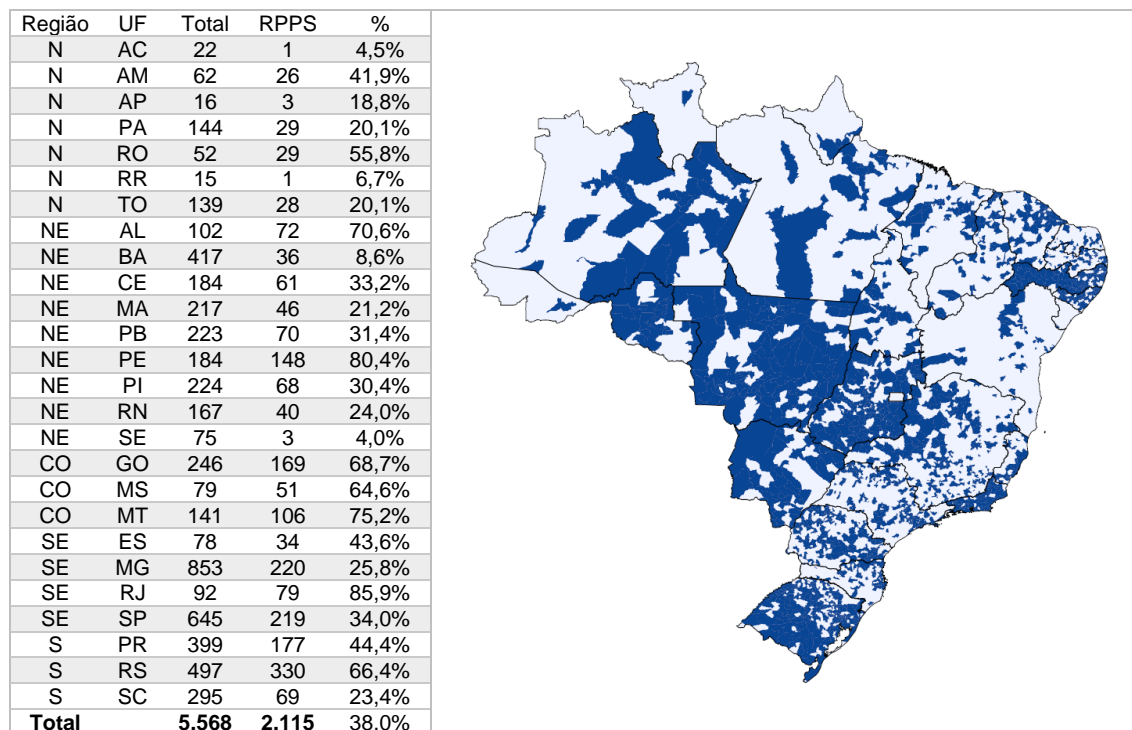 Região UF Total RPPS %
N AC 22 1 4,5%
N AM 62 26 41,9%
N AP 16 3 18,8%
N PA 144 29 20,1%
N RO 52 29 55,8%
N RR 15 1 6,7%
N TO 139 28 20,1%
NE AL 102 72 70,6%
NE BA 417 36 8,6%
NE CE 184 61 33,2%
NE MA 217 46 21,2%
NE PB 223 70 31,4%
NE PE 184 148 80,4%
NE PI 224 68 30,4%
NE RN 167 40 24,0%
NE SE 75 3 4,0%
CO GO 246 169 68,7%
CO MS 79 51 64,6%
CO MT 141 106 75,2%
SE ES 78 34 43,6%
SE MG 853 220 25,8%
SE RJ 92 79 85,9%
SE SP 645 219 34,0%
S PR 399 177 44,4%
S RS 497 330 66,4%
S SC 295 69 23,4%
Total 5.568 2.115 38,0%